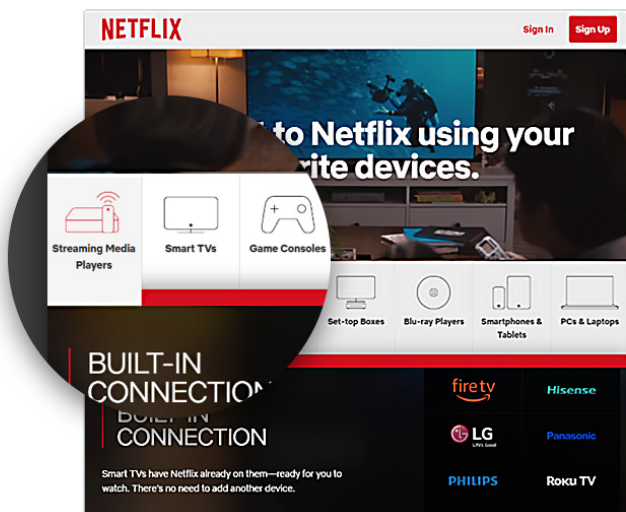 NETFLIX
Sign In
Sign Up
to Netflix using your
rite devices.
Streaming Media
Players
Smart TVs
Game Consoles
Set-top Boxes
Blu-ray Players
Smartphones &
Tablets
PCs & Laptops
BUILT-IN
CONNECTION
BUILT-IN
CONNECTION
Smart TVs have Netflix already on them—ready for you to
watch. There's no need to add another device.
firetv
Hisense
LG
Life's Good
Panasonic
PHILIPS
ROKU TV